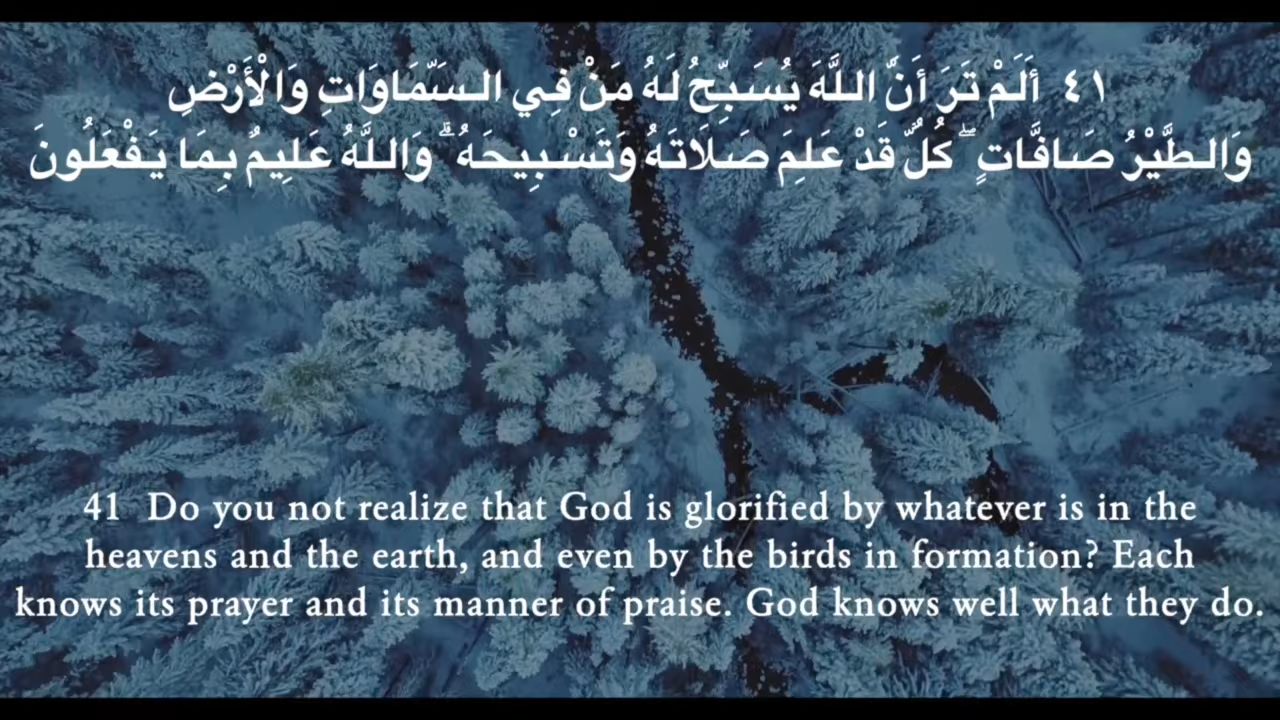 ٤١ أَلَمْ تَرَ أَنَّ اللَّهَ يُسَبِّحُ لَهُ مَنْ فِي السَّمَاوَاتِ وَالْأَرْضِ
وَالطَّيْرُ صَافَّاتٍ ۖ كُلٌّ قَدْ عَلِمَ صَلَاتَهُ وَتَسْبِيحَهُ ۗ وَاللَّهُ عَلِيمٌ بِمَا يَفْعَلُونَ
41 Do you not realize that God is glorified by whatever is in the
heavens and the earth, and even by the birds in formation? Each
knows its prayer and its manner of praise. God knows well what they do.